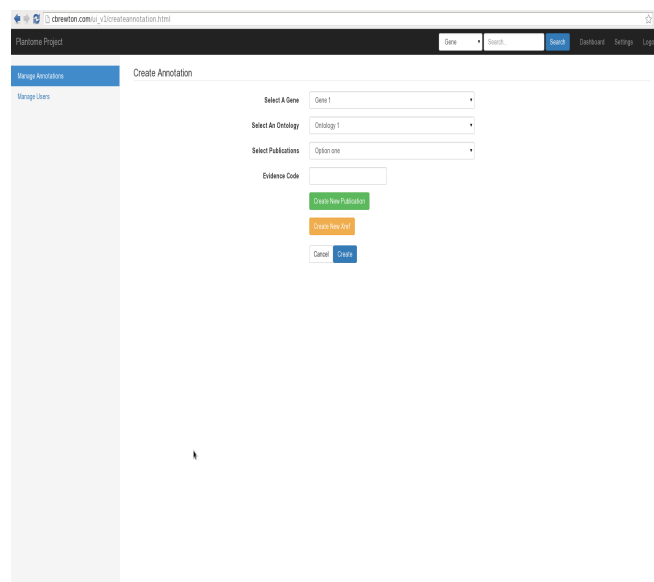 cbrewton.com/ui_v1/createannotation.html
Plantome Project
Gene
Search...
Search
Dashboard
Settings
Logo
Manage Annotations
Manage Users
Create Annotation
Select A Gene
Gene 1
Select An Ontology
Ontology 1
Select Publications
Option one
Evidence Code
Create New Publication
Create New Xref
Cancel
Create